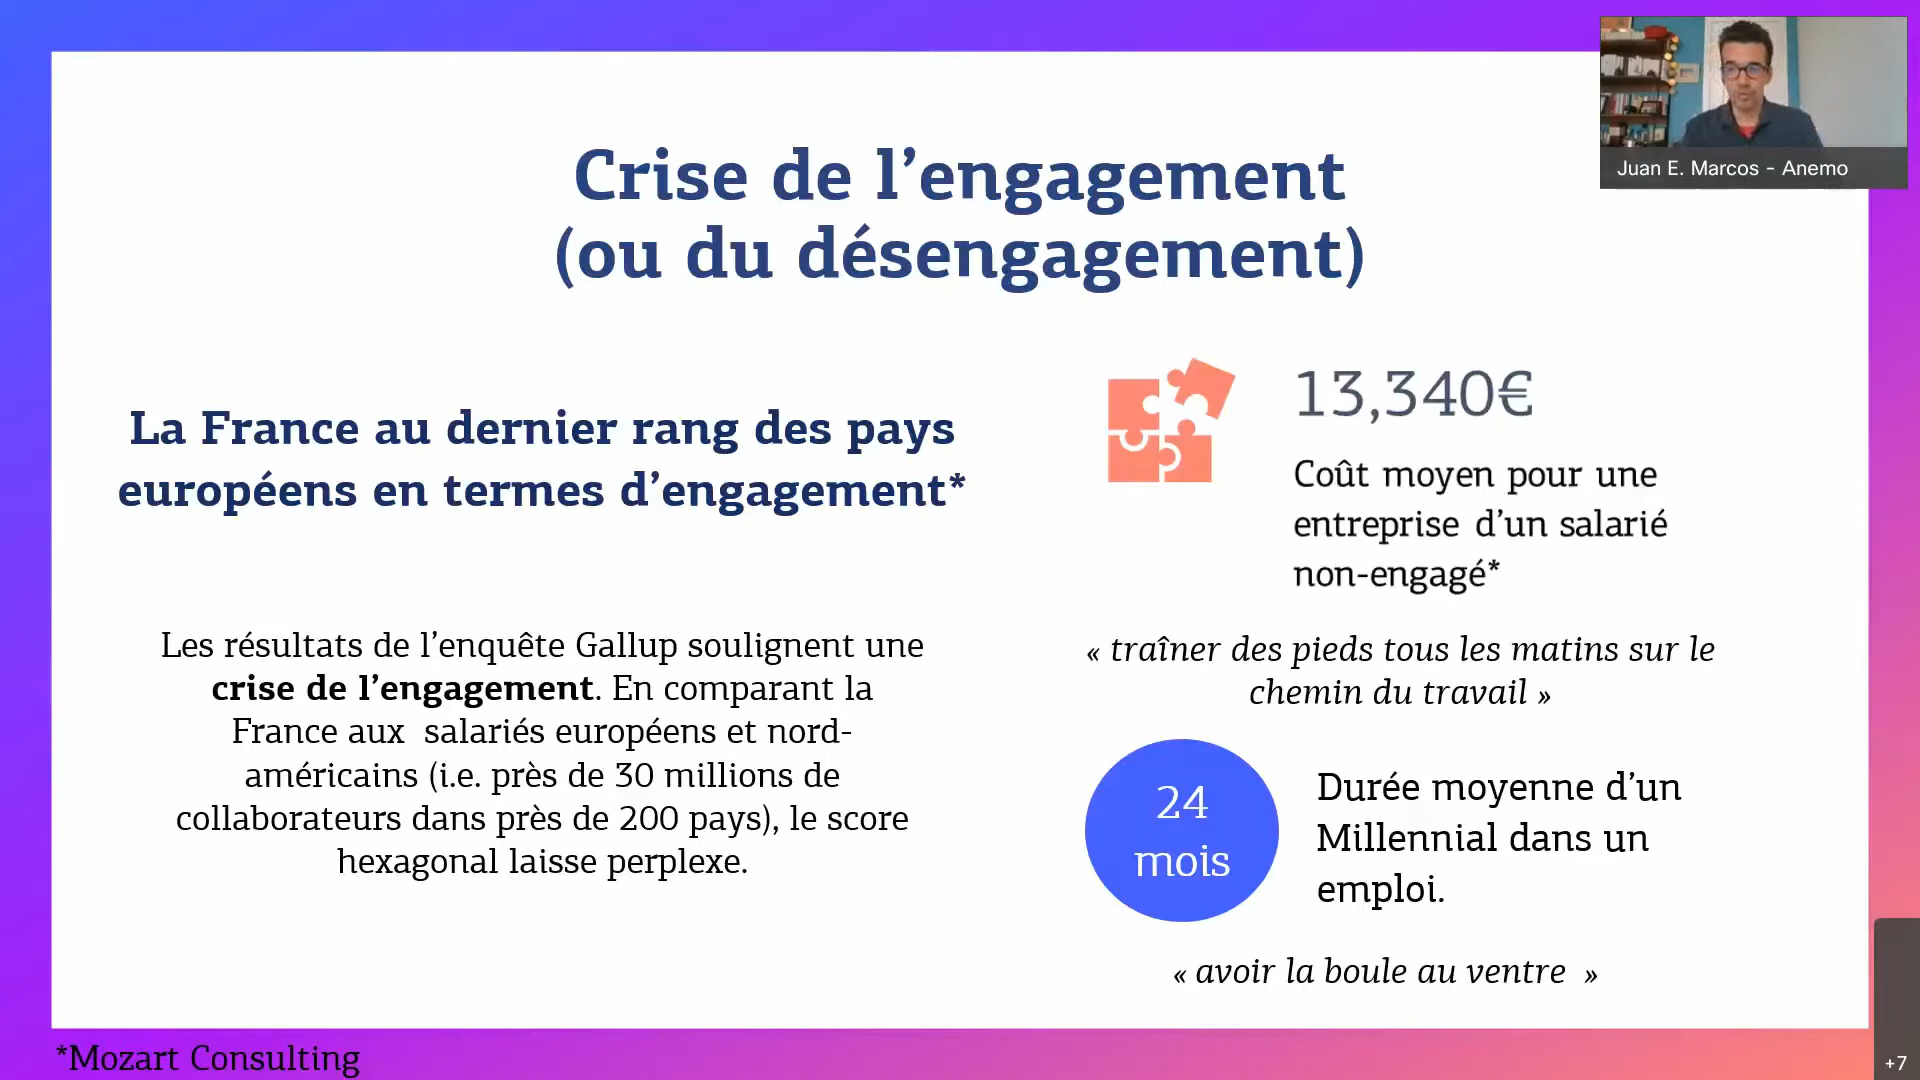 Crise de l’engagement
(ou du désengagement)
La France au dernier rang des pays
européens en termes d’engagement*
Les résultats de l’enquête Gallup soulignent une
crise de l’engagement. En comparant la
France aux  salariés européens et nord-
américains (i.e. près de 30 millions de
collaborateurs dans près de 200 pays), le score
hexagonal laisse perplexe.
13,340€
Coût moyen pour une
entreprise d’un salarié
non-engagé*
« traîner des pieds tous les matins sur le
chemin du travail »
24
mois
Durée moyenne d’un
Millennial dans un
emploi.
« avoir la boule au ventre  »
*Mozart Consulting
Juan E. Marcos - Anemo
+7